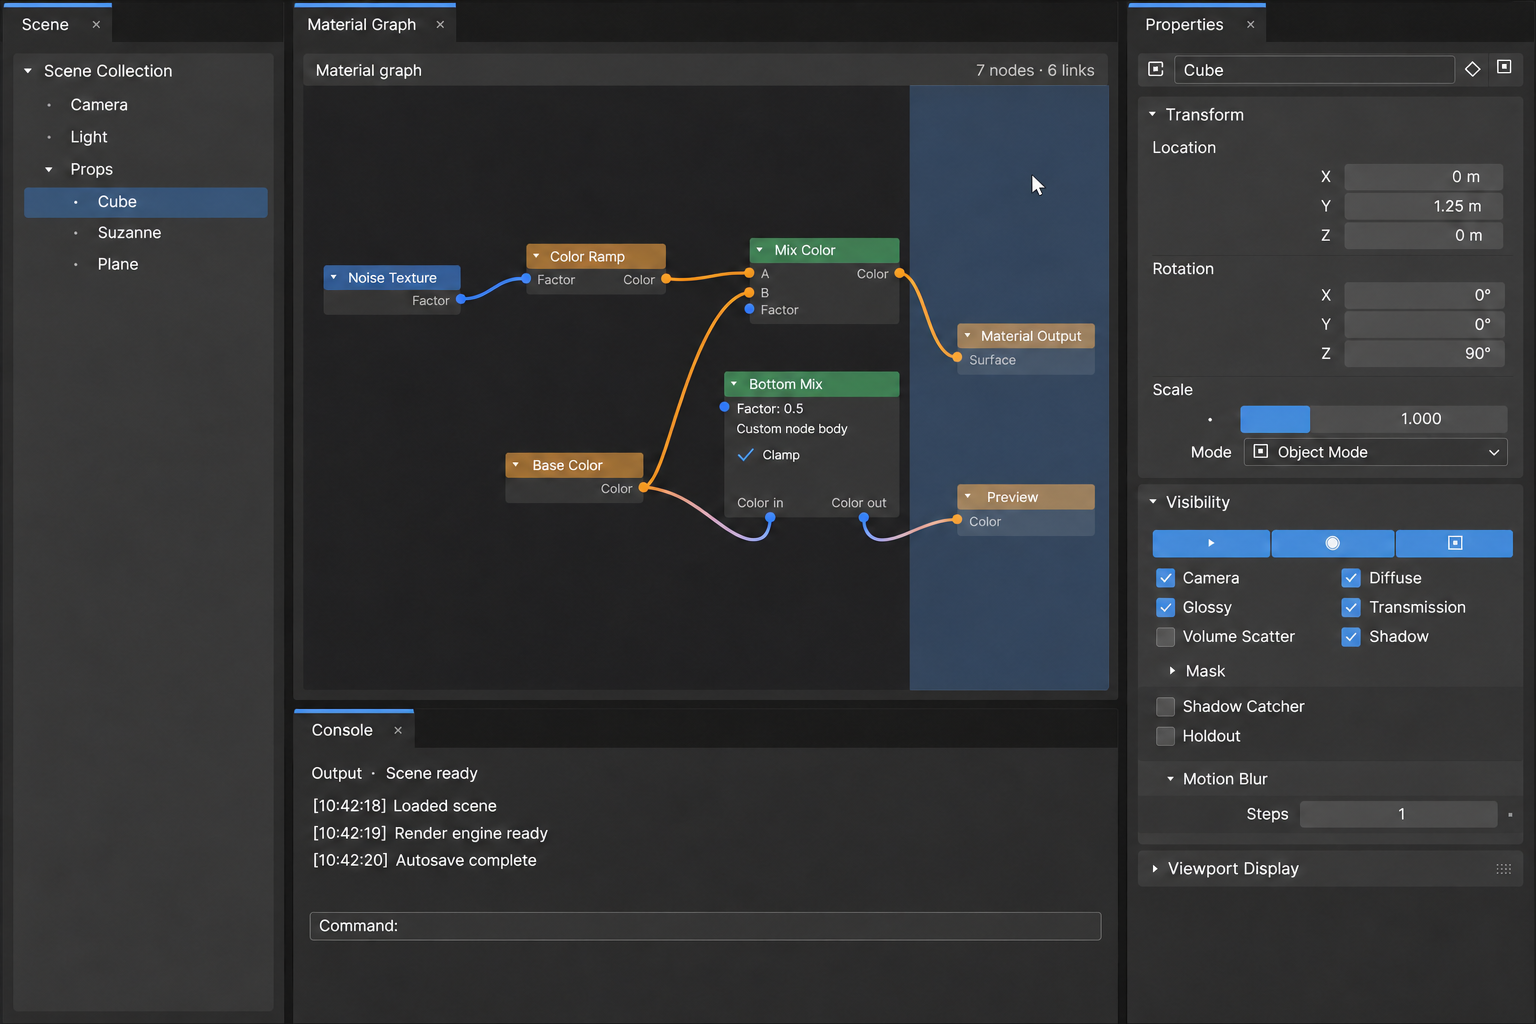 Scene ×
Scene Collection
Camera
Light
Props
Cube
Suzanne
Plane
Material Graph ×
Material graph
7 nodes · 6 links
Noise Texture
Factor
Color Ramp
Factor Color
Mix Color
A Color
B
Factor
Material Output
Surface
Bottom Mix
Factor: 0.5
Custom node body
Clamp
Color in Color out
Base Color
Color
Preview
Color
Console ×
Output · Scene ready
[10:42:18] Loaded scene
[10:42:19] Render engine ready
[10:42:20] Autosave complete
Command:
Properties ×
Cube
Transform
Location
X 0 m
Y 1.25 m
Z 0 m
Rotation
X 0°
Y 0°
Z 90°
Scale
1.000
Mode Object Mode
Visibility
Camera Diffuse
Glossy Transmission
Volume Scatter Shadow
Mask
Shadow Catcher
Holdout
Motion Blur
Steps 1
Viewport Display